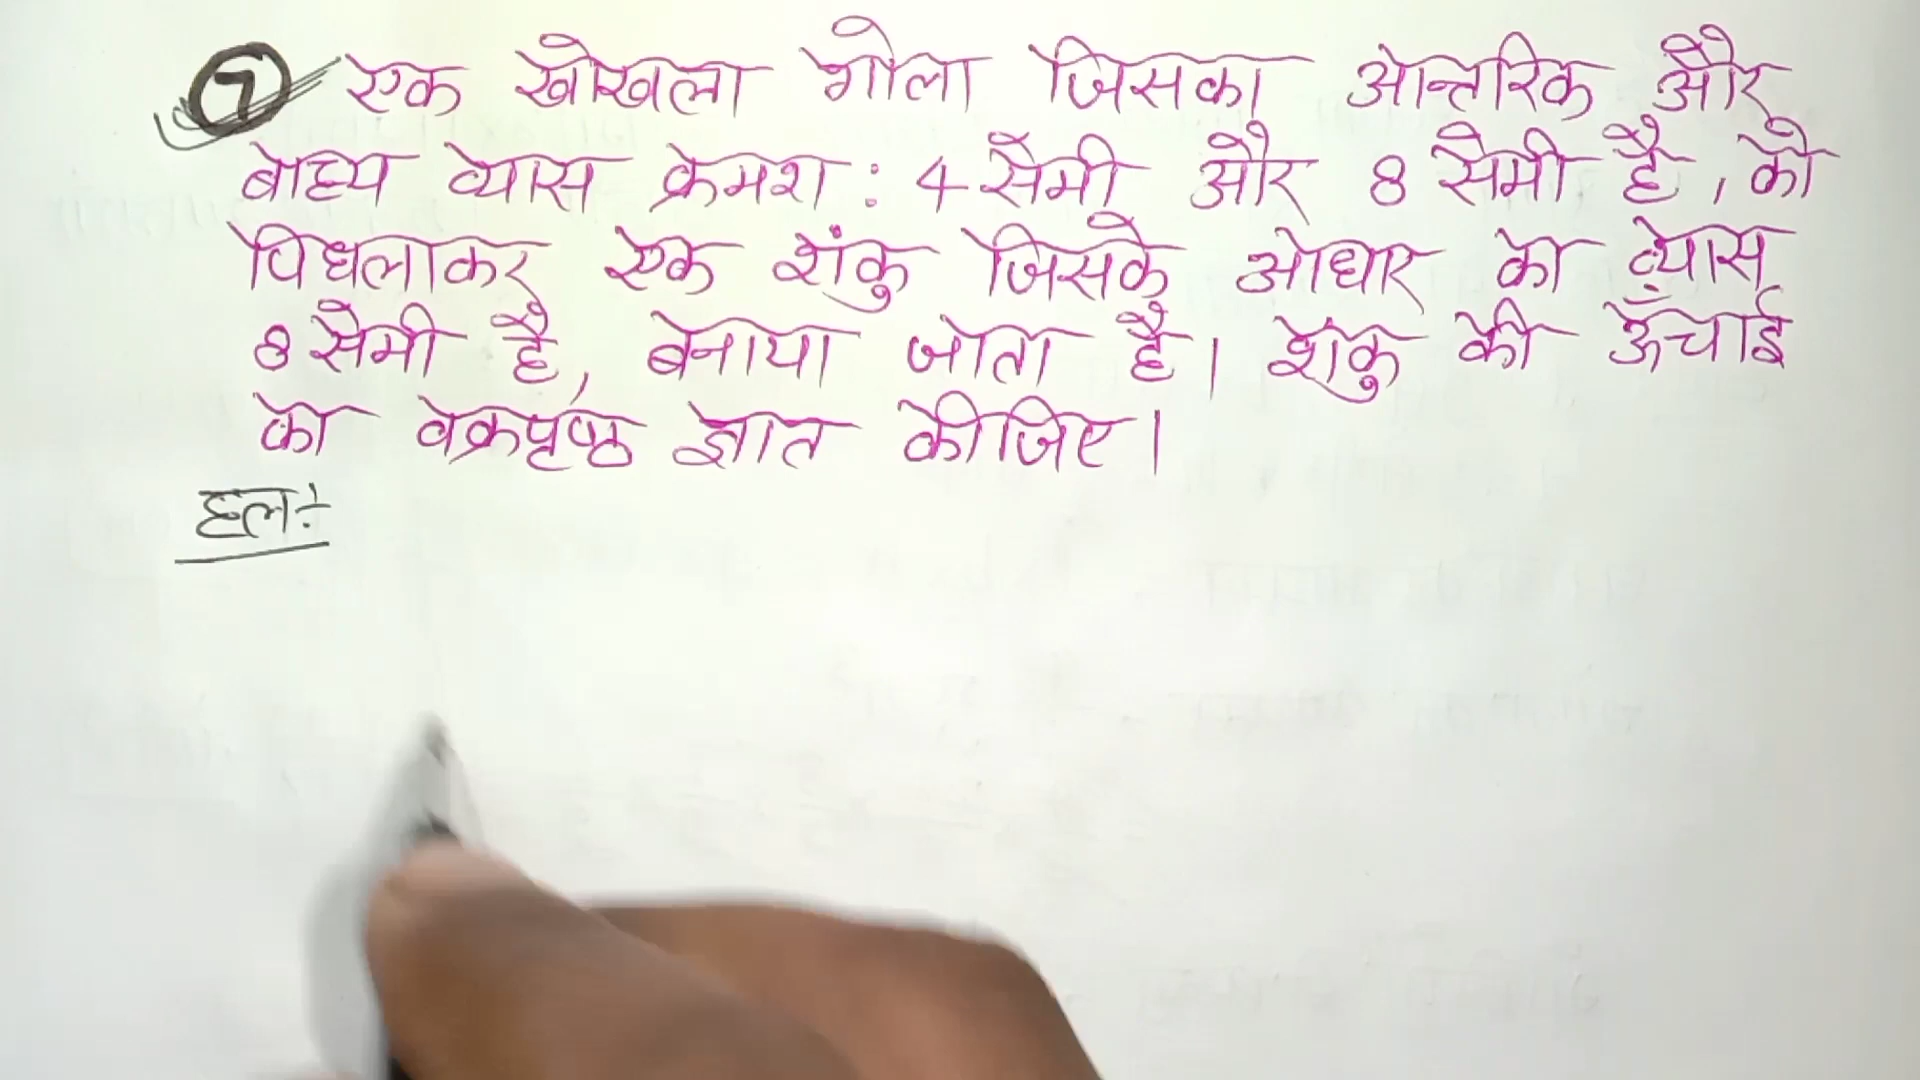 7 एक खोखला गोला जिसका आन्तरिक और
बाह्य व्यास क्रमश : 4 सेमी और 8 सेमी है , को
पिघलाकर एक शंकु जिसके आधार का व्यास
8 सेमी है, बनाया जाता है। शंकु की ऊँचाई
का वक्रपृष्ठ ज्ञात कीजिए।
हल:-